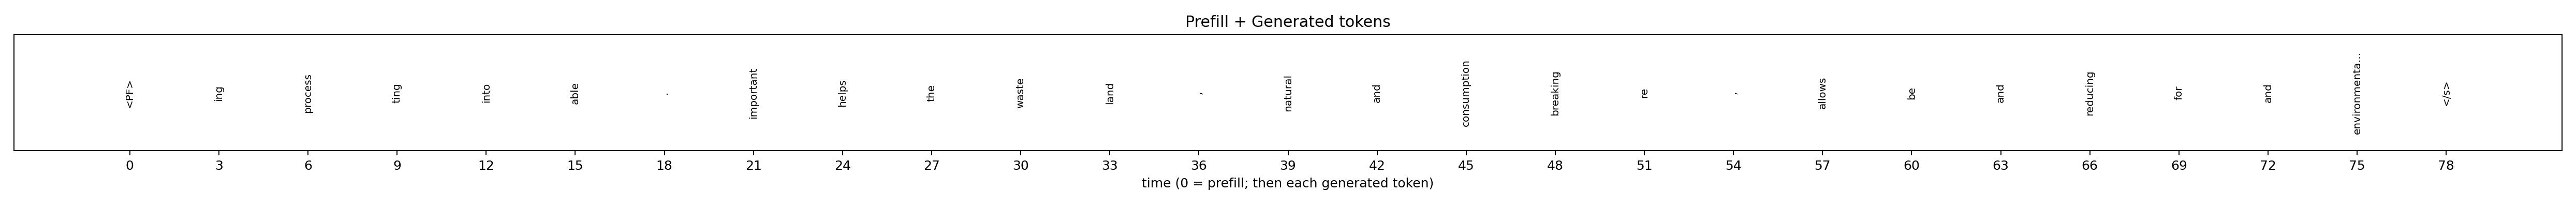 Prefill + Generated tokens
<PF> ing process ting into able . important helps the waste land , natural and consumption breaking re , allows be and reducing for and environmenta... </s>
0 3 6 9 12 15 18 21 24 27 30 33 36 39 42 45 48 51 54 57 60 63 66 69 72 75 78
time (0 = prefill; then each generated token)